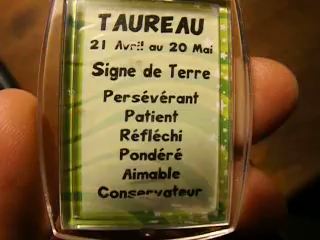 TAUREAU
21 Avril au 20 Mai
Signe de Terre
Persévérant
Patient
Réfléchi
Pondéré
Aimable
Conservateur